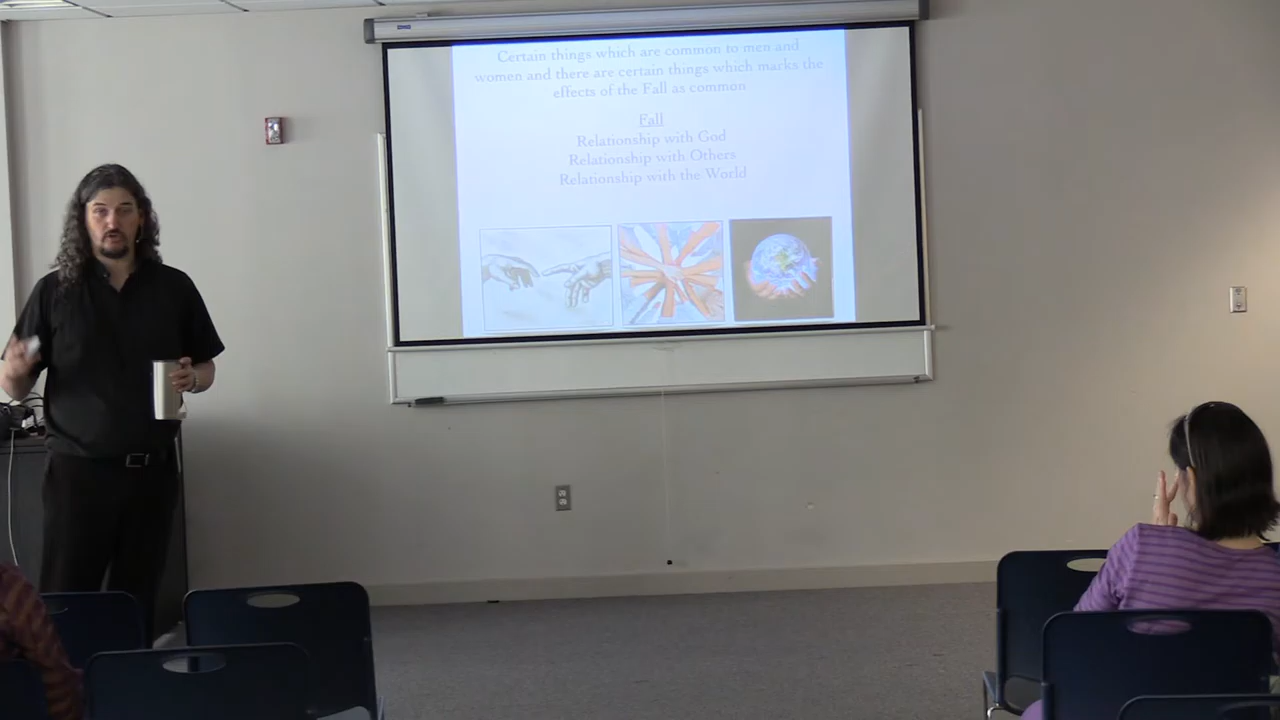 Certain things which are common to men and
women and there are certain things which marks the
effects of the Fall as common
Fall
Relationship with God
Relationship with Others
Relationship with the World